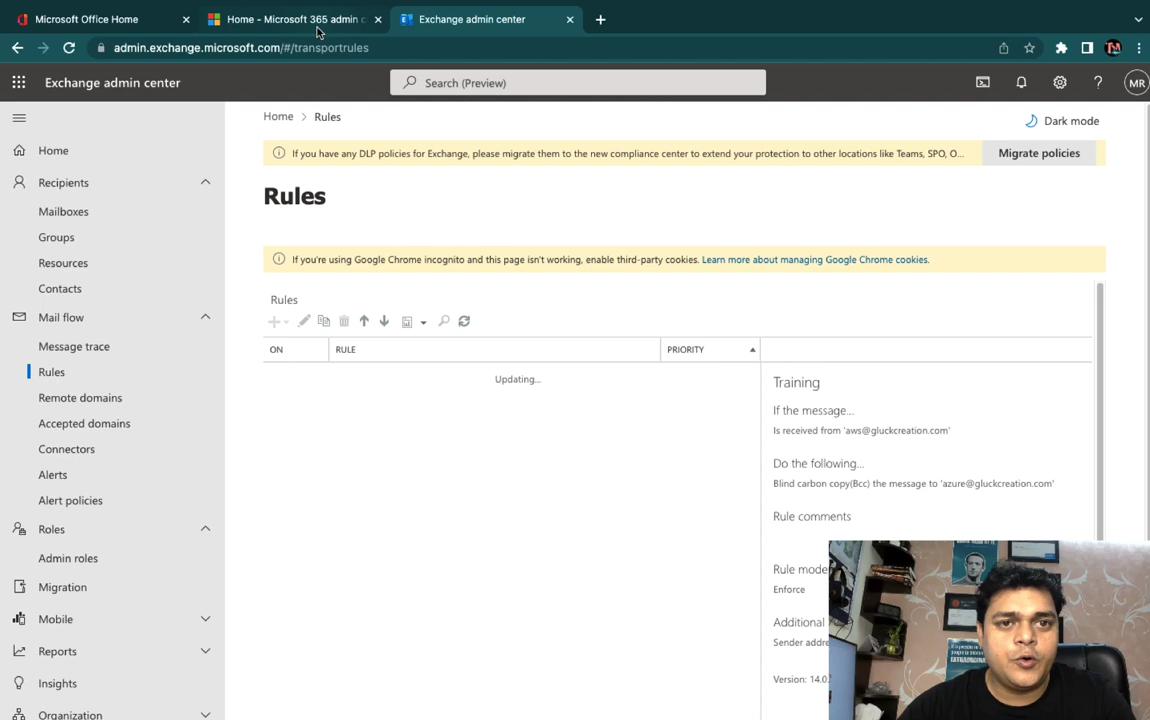 Microsoft Office Home
Home - Microsoft 365 admin c
Exchange admin center
admin.exchange.microsoft.com/#/transportrules
Exchange admin center
Search (Preview)
MR
Home > Rules
Dark mode
If you have any DLP policies for Exchange, please migrate them to the new compliance center to extend your protection to other locations like Teams, SPO, O...
Migrate policies
Rules
If you're using Google Chrome incognito and this page isn't working, enable third-party cookies. Learn more about managing Google Chrome cookies.
Home
Recipients
Mailboxes
Groups
Resources
Contacts
Mail flow
Message trace
Rules
Remote domains
Accepted domains
Connectors
Alerts
Alert policies
Roles
Admin roles
Migration
Mobile
Reports
Insights
Organization
Rules
ON RULE PRIORITY
Updating...
Training
If the message...
Is received from 'aws@gluckcreation.com'
Do the following...
Blind carbon copy(Bcc) the message to 'azure@gluckcreation.com'
Rule comments
Rule mode
Enforce
Additional
Sender addre
Version: 14.0.